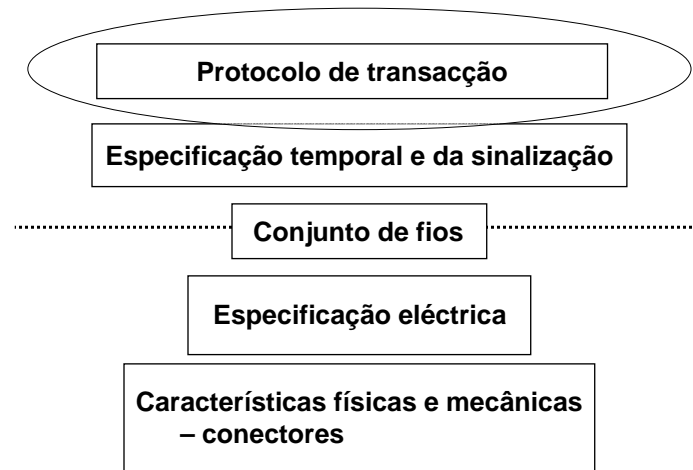 Protocolo de transacção
Especificação temporal e da sinalização
Conjunto de fios
Especificação eléctrica
Características físicas e mecânicas
– conectores